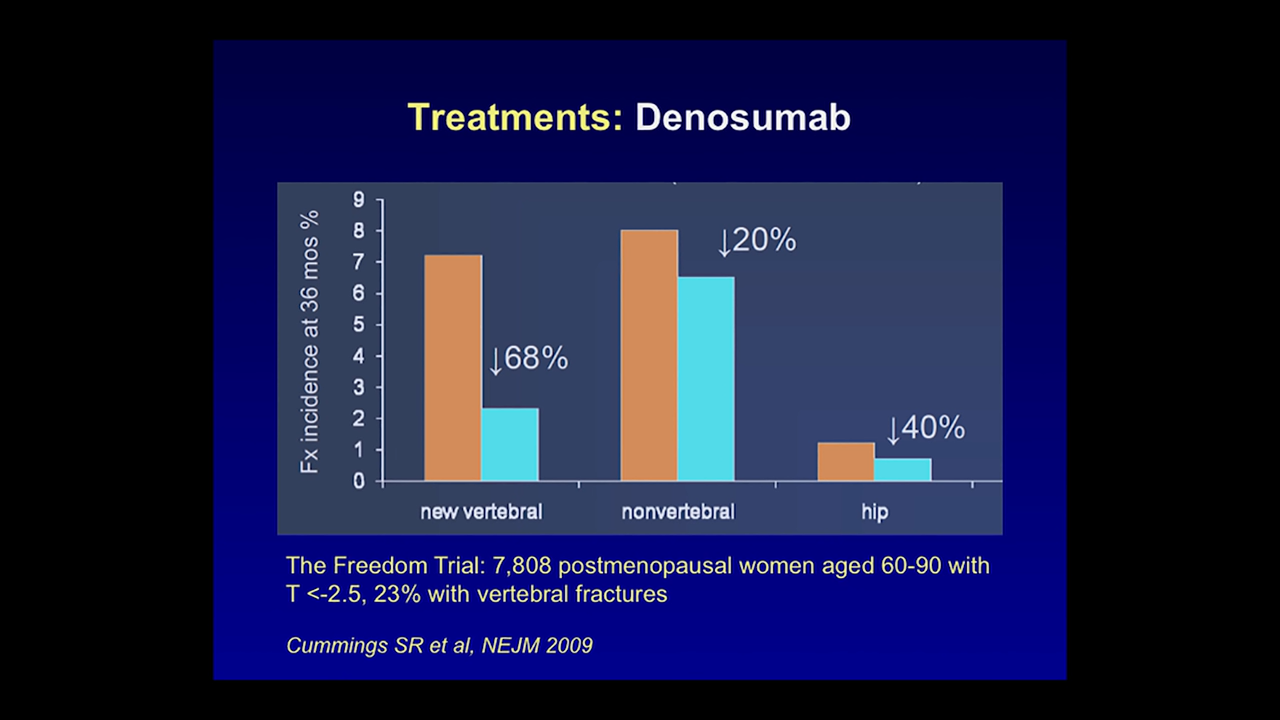 Treatments: Denosumab
Fx incidence at 36 mos %
9
8
7
6
5
4
3
2
1
0
↓68%
↓20%
↓40%
new vertebral
nonvertebral
hip
The Freedom Trial: 7,808 postmenopausal women aged 60-90 with
T <-2.5, 23% with vertebral fractures
Cummings SR et al, NEJM 2009